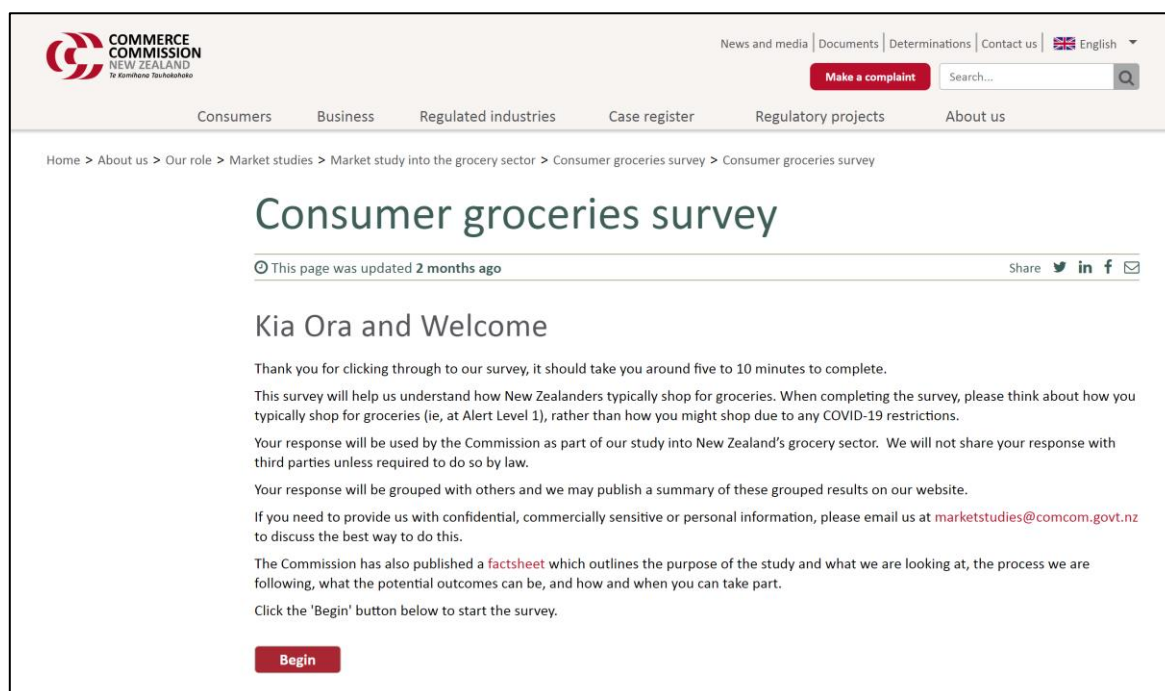 COMMERCE
COMMISSION
NEW ZEALAND
Te Komihana Tauhokohoko
News and media | Documents | Determinations | Contact us | English
Make a complaint
Search...
Consumers Business Regulated industries Case register Regulatory projects About us
Home > About us > Our role > Market studies > Market study into the grocery sector > Consumer groceries survey > Consumer groceries survey
Consumer groceries survey
This page was updated 2 months ago
Share
Kia Ora and Welcome
Thank you for clicking through to our survey, it should take you around five to 10 minutes to complete.
This survey will help us understand how New Zealanders typically shop for groceries. When completing the survey, please think about how you
typically shop for groceries (ie, at Alert Level 1), rather than how you might shop due to any COVID-19 restrictions.
Your response will be used by the Commission as part of our study into New Zealand's grocery sector. We will not share your response with
third parties unless required to do so by law.
Your response will be grouped with others and we may publish a summary of these grouped results on our website.
If you need to provide us with confidential, commercially sensitive or personal information, please email us at marketstudies@comcom.govt.nz
to discuss the best way to do this.
The Commission has also published a factsheet which outlines the purpose of the study and what we are looking at, the process we are
following, what the potential outcomes can be, and how and when you can take part.
Click the 'Begin' button below to start the survey.
Begin